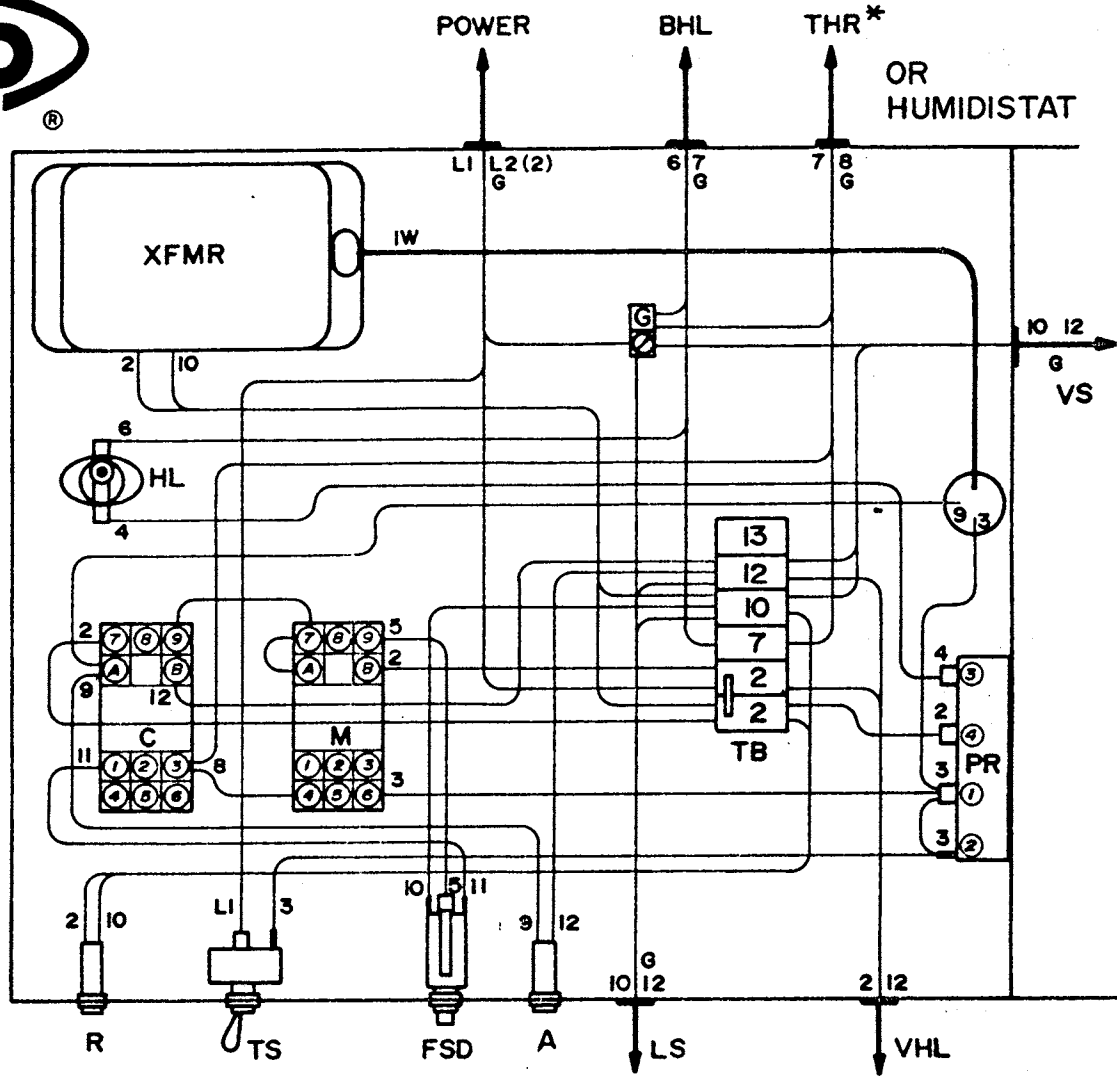 POWER BHL THR*
OR
HUMIDISTAT
®
L1 L2(2) 6 7 7 8
G G G
XFMR 1W
G
10 12
G
VS
2 10
6
HL
4
9 3
13
12
10
7
2
2
TB
2 7 8 9 7 8 9 5
A B A B 2
9 12
C M
11 1 2 3 8 1 2 3
4 5 6 4 5 6 3
4 3
2 4
PR
3 1
3 2
10 5 11
2 10 L1 3 9 12
G
10 12 2 12
R TS FSD A LS VHL